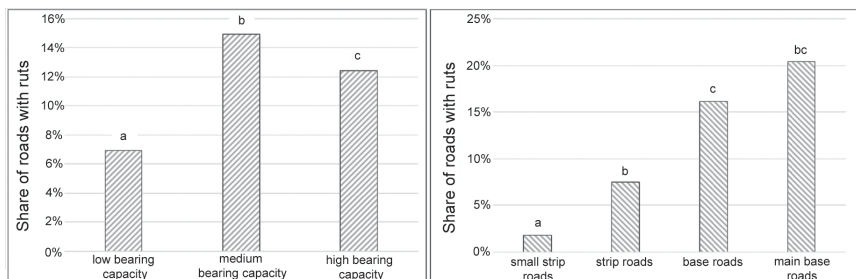 Share of roads with ruts
16%
14%
12%
10%
8%
6%
4%
2%
0%
a
b
c
low bearing
capacity
medium
bearing capacity
high bearing
capacity
Share of roads with ruts
25%
20%
15%
10%
5%
0%
a
b
c
bc
small strip
roads
strip roads
base roads
main base
roads